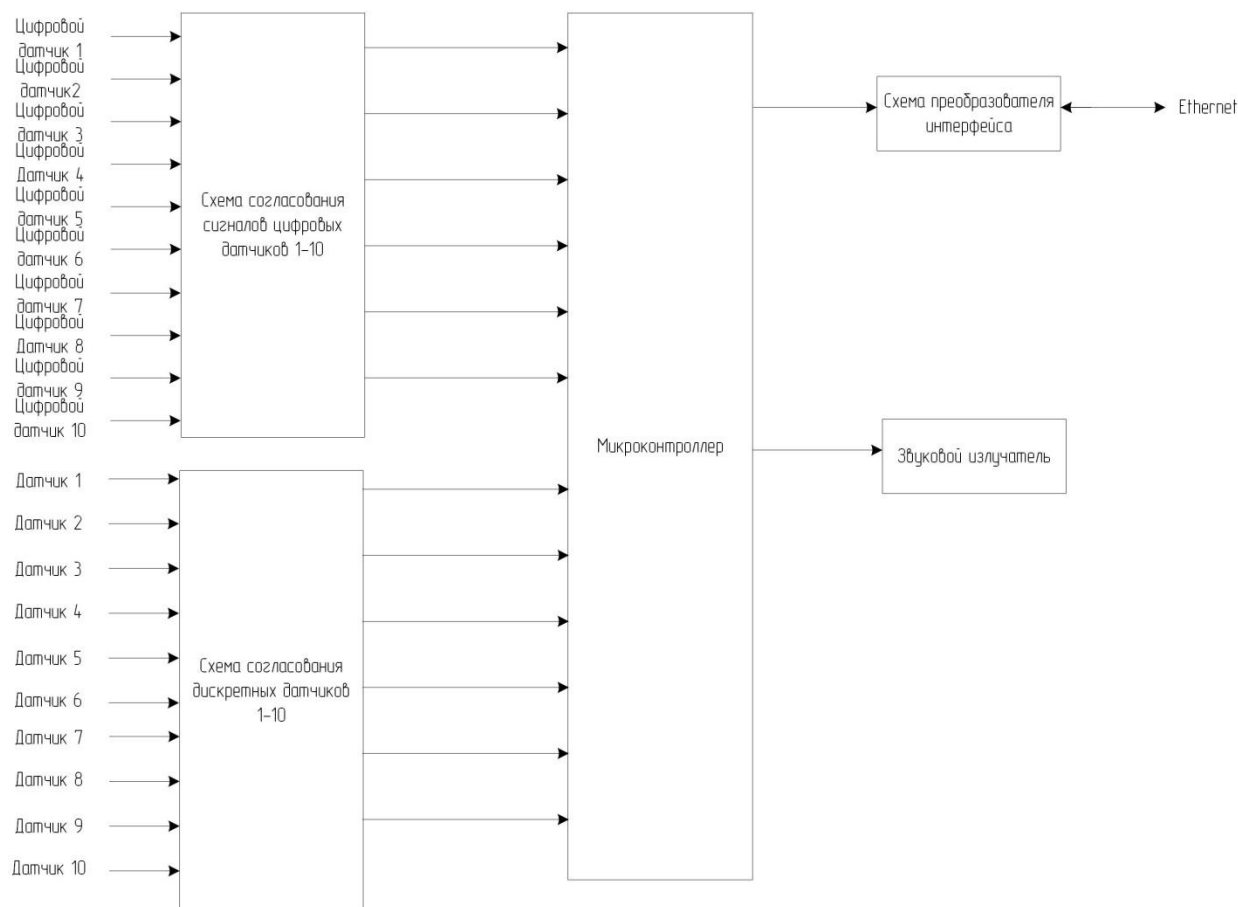 Цифровой
датчик 1
Цифровой
датчик2
Цифровой
датчик 3
Цифровой
Датчик 4
Цифровой
датчик 5
Цифровой
датчик 6
Цифровой
датчик 7
Цифровой
Датчик 8
Цифровой
датчик 9
Цифровой
датчик 10
Схема согласования
сигналов цифровых
датчиков 1-10
Датчик 1
Датчик 2
Датчик 3
Датчик 4
Датчик 5
Датчик 6
Датчик 7
Датчик 8
Датчик 9
Датчик 10
Схема согласования
дискретных датчиков
1-10
Микроконтроллер
Схема преобразователя
интерфейса
Ethernet
Звуковой излучатель